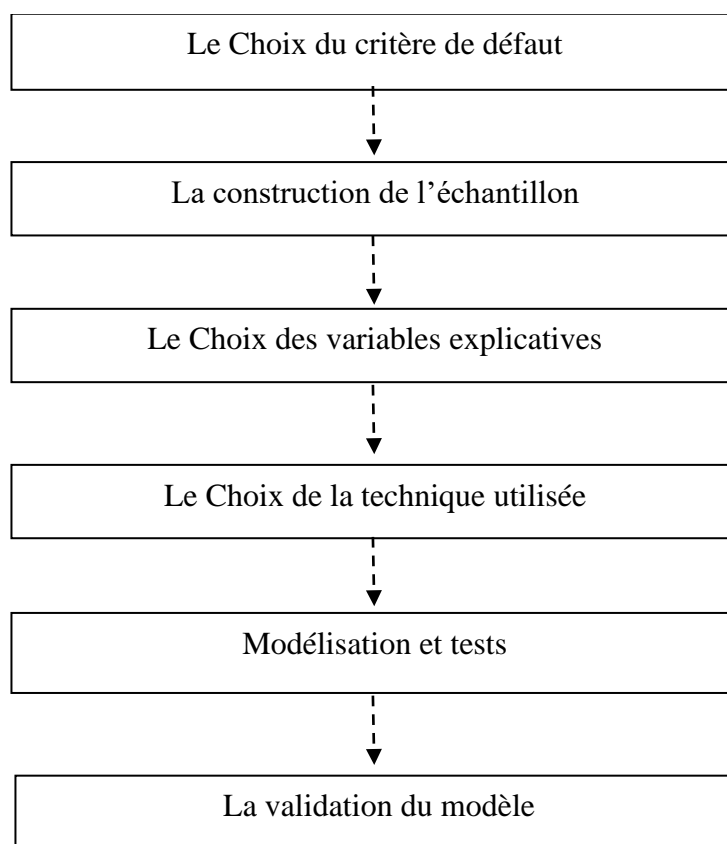 Le Choix du critère de défaut
La construction de l’échantillon
Le Choix des variables explicatives
Le Choix de la technique utilisée
Modélisation et tests
La validation du modèle